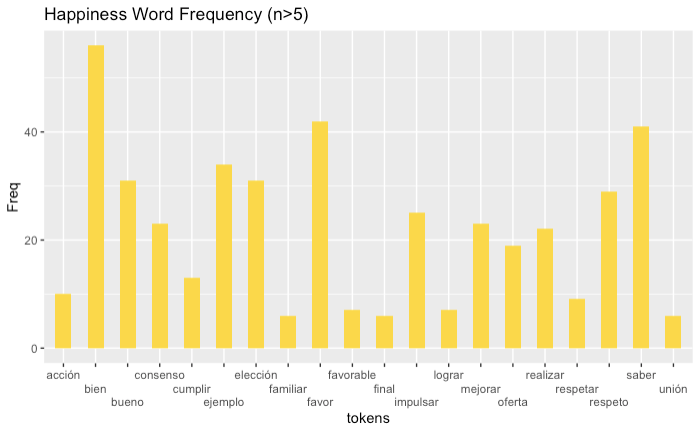 Happiness Word Frequency (n>5)
40
20
0
Freq
acción consenso elección favorable lograr realizar saber
bien cumplir familiar final mejorar respetar unión
bueno ejemplo favor impulsar oferta respeto
tokens